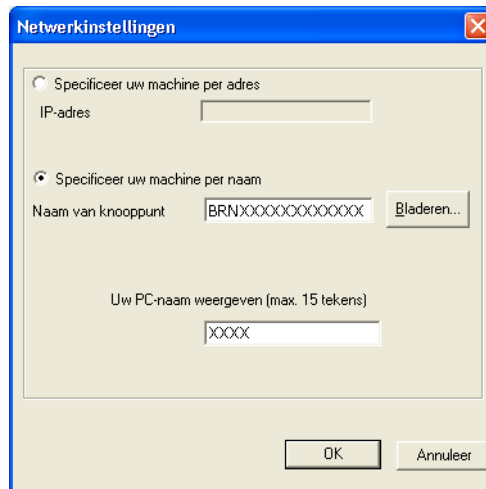 Netwerkinstellingen
Specificeer uw machine per adres
IP-adres
Specificeer uw machine per naam
Naam van knooppunt BRNXXXXXXXXXXXX Bladeren...
Uw PC-naam weergeven (max. 15 tekens)
XXXX
OK Annuleer